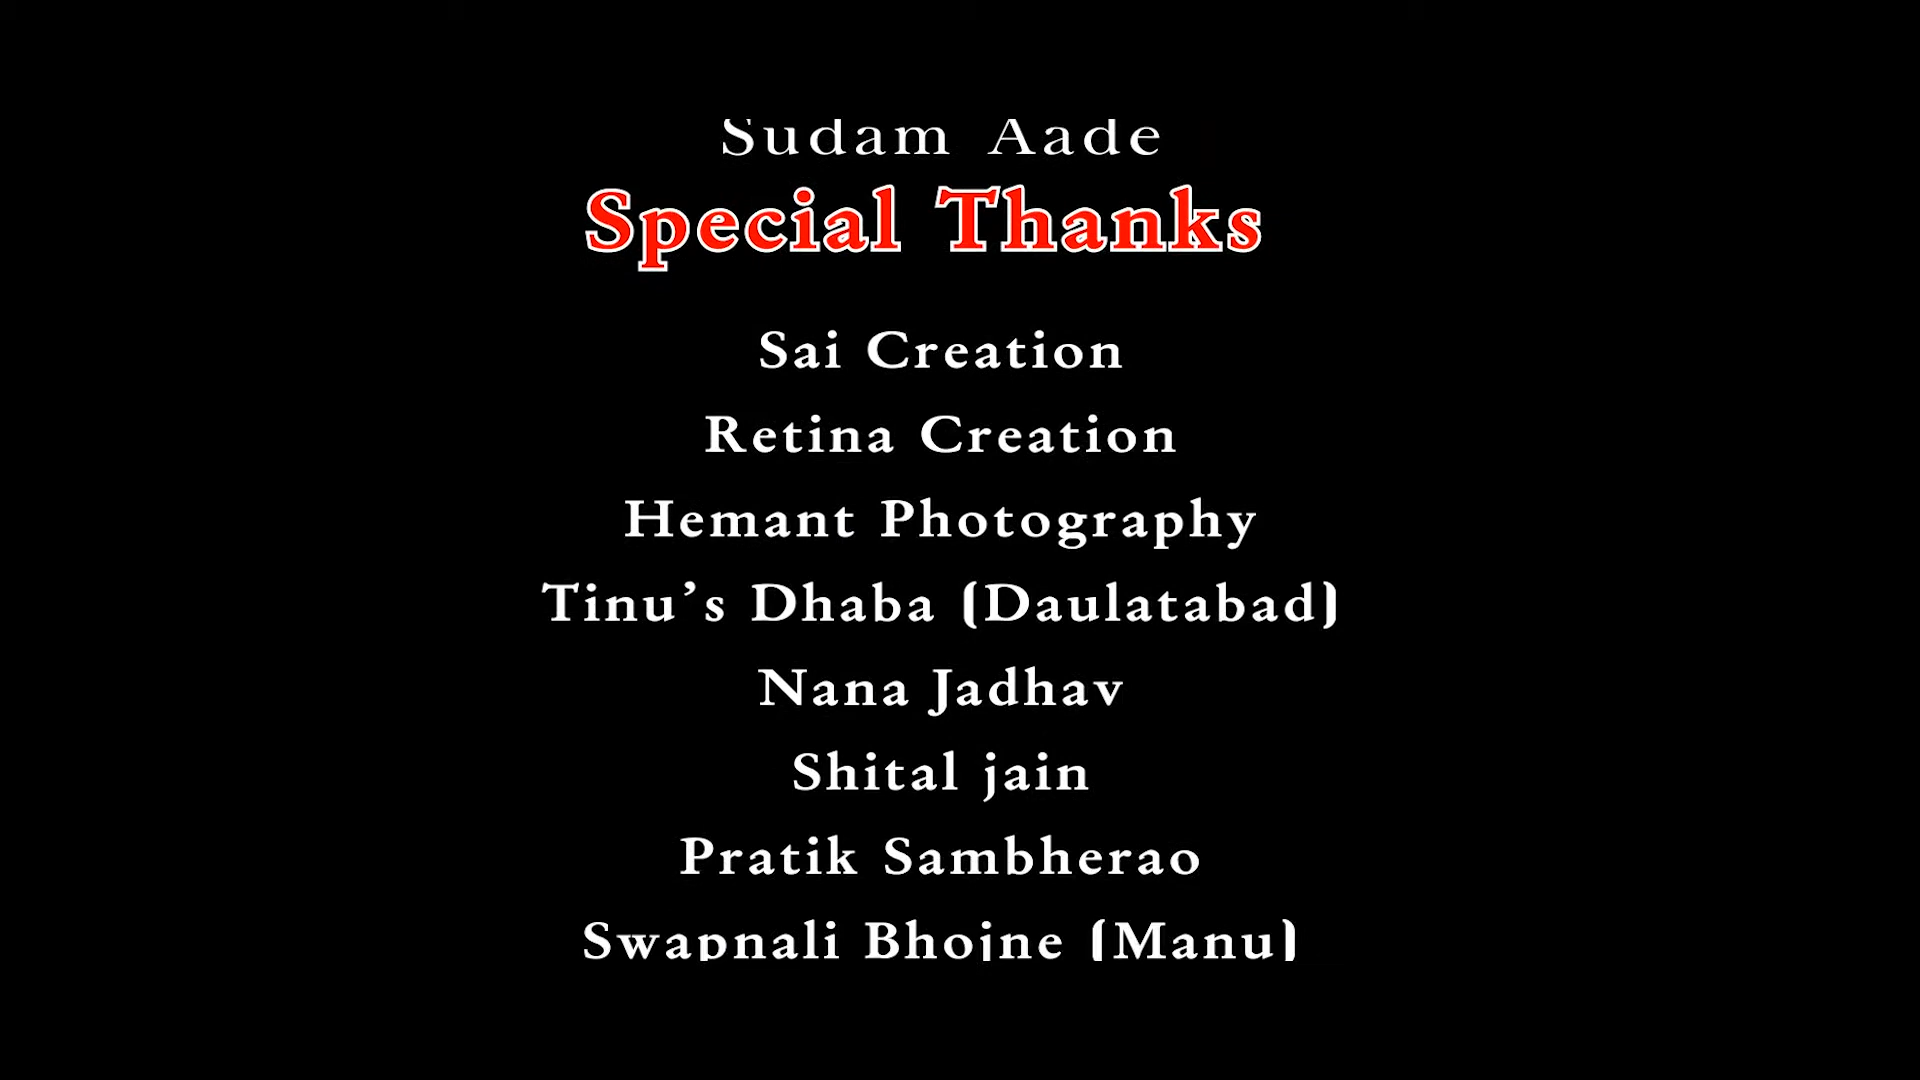 Sudam Aade
Special Thanks
Sai Creation
Retina Creation
Hemant Photography
Tinu’s Dhaba (Daulatabad)
Nana Jadhav
Shital jain
Pratik Sambherao
Swapnali Bhojne (Manu)